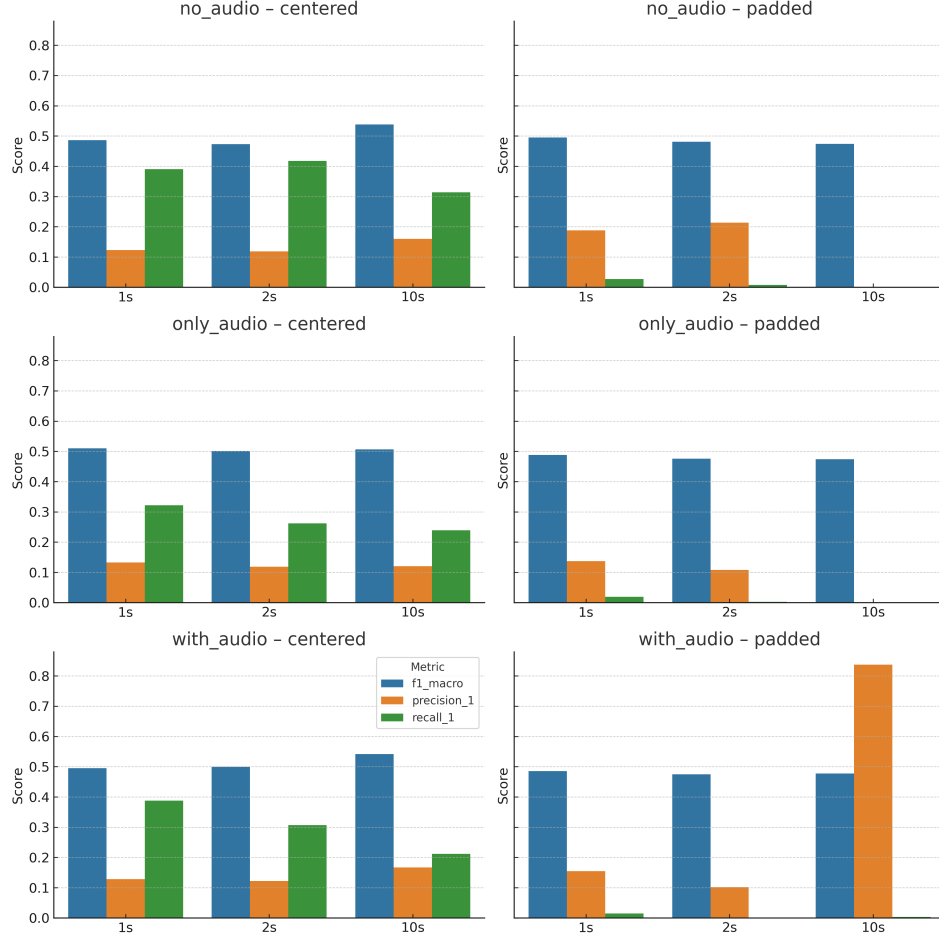 no_audio – centered
no_audio – padded
Score
0.8
0.7
0.6
0.5
0.4
0.3
0.2
0.1
0.0
1s
2s
10s
Score
1s
2s
10s
only_audio – centered
only_audio – padded
Score
0.8
0.7
0.6
0.5
0.4
0.3
0.2
0.1
0.0
1s
2s
10s
Score
1s
2s
10s
with_audio – centered
with_audio – padded
Score
0.8
0.7
0.6
0.5
0.4
0.3
0.2
0.1
0.0
Metric
f1_macro
precision_1
recall_1
1s
2s
10s
Score
1s
2s
10s